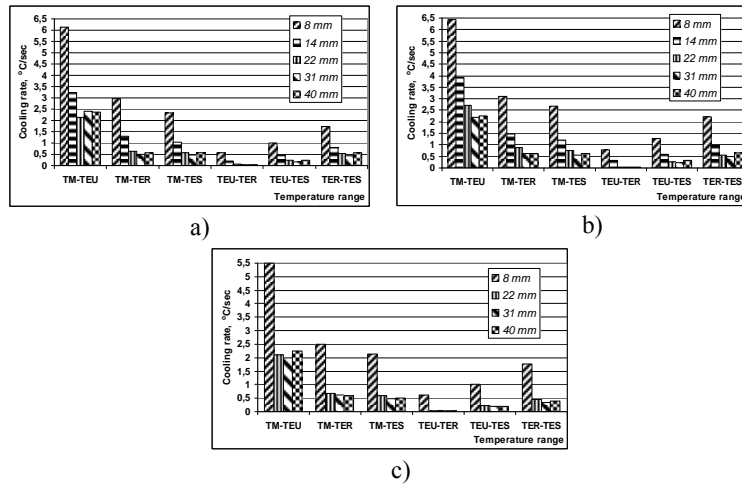 6,5
6
5,5
5
4,5
4
3,5
3
2,5
2
1,5
1
0,5
0
Cooling rate, °C/sec
8 mm
14 mm
22 mm
31 mm
40 mm
TM-TEU TM-TER TM-TES TEU-TER TEU-TES TER-TES
Temperature range
a)
6,5
6
5,5
5
4,5
4
3,5
3
2,5
2
1,5
1
0,5
0
Cooling rate, °C/sec
8 mm
14 mm
22 mm
31 mm
40 mm
TM-TEU TM-TER TM-TES TEU-TER TEU-TES TER-TES
Temperature range
b)
5,5
5
4,5
4
3,5
3
2,5
2
1,5
1
0,5
0
Cooling rate, °C/sec
8 mm
22 mm
31 mm
40 mm
TM-TEU TM-TER TM-TES TEU-TER TEU-TES TER-TES
Temperature range
c)